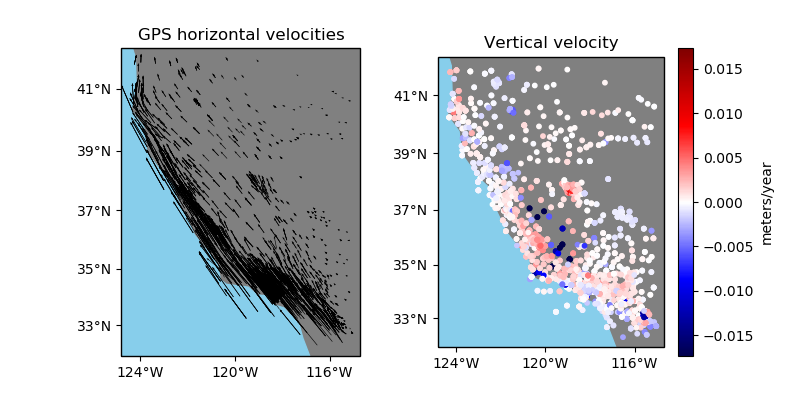 GPS horizontal velocities
41°N
39°N
37°N
35°N
33°N
124°W 120°W 116°W
Vertical velocity
41°N
39°N
37°N
35°N
33°N
124°W 120°W 116°W
0.015
0.010
0.005
0.000
−0.005
−0.010
−0.015
meters/year